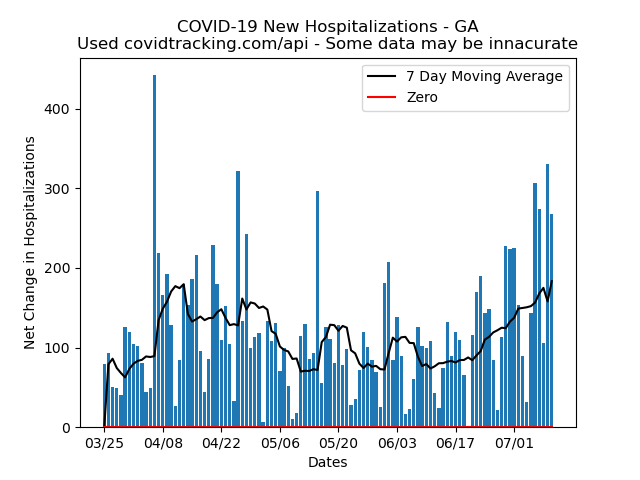 COVID-19 New Hospitalizations - GA
Used covidtracking.com/api - Some data may be innacurate
7 Day Moving Average
Zero
Net Change in Hospitalizations
400
300
200
100
0
03/25 04/08 04/22 05/06 05/20 06/03 06/17 07/01
Dates